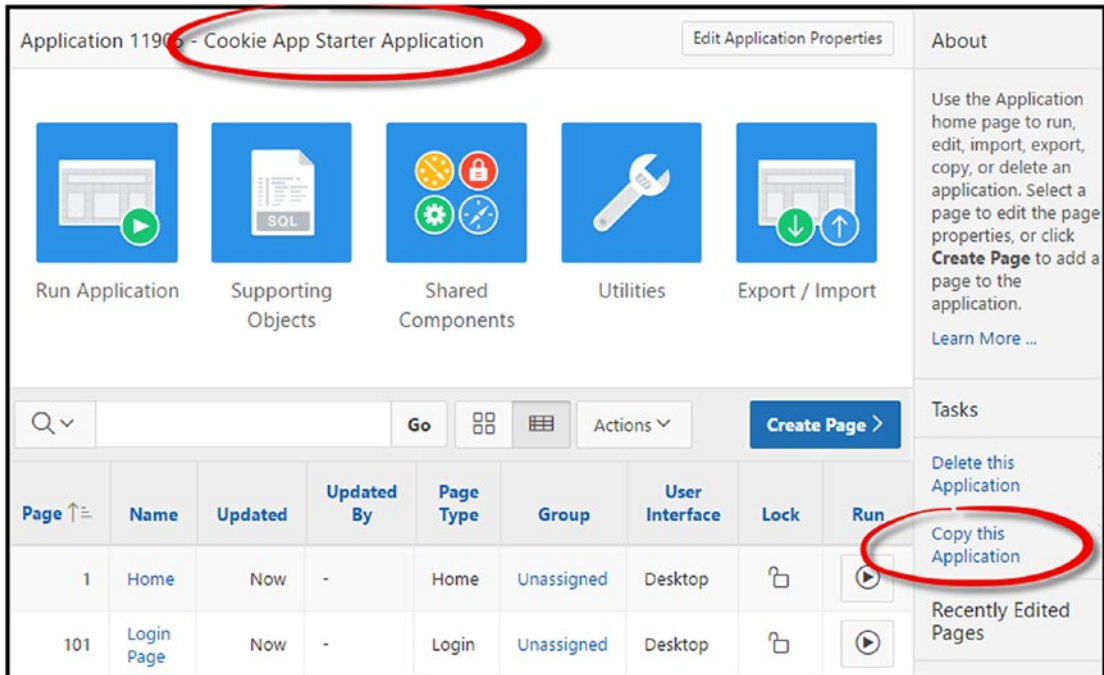 Application 11906 - Cookie App Starter Application
Edit Application Properties
SQL
Run Application
Supporting
Objects
Shared
Components
Utilities
Export / Import
Go
Actions
Create Page >
Page
Name
Updated
Updated
By
Page
Type
Group
User
Interface
Lock
Run
1
Home
Now
-
Home
Unassigned
Desktop
101
Login
Page
Now
-
Login
Unassigned
Desktop
About
Use the Application
home page to run,
edit, import, export,
copy, or delete an
application. Select a
page to edit the page
properties, or click
Create Page to add a
page to the
application.
Learn More ...
Tasks
Delete this
Application
Copy this
Application
Recently Edited
Pages